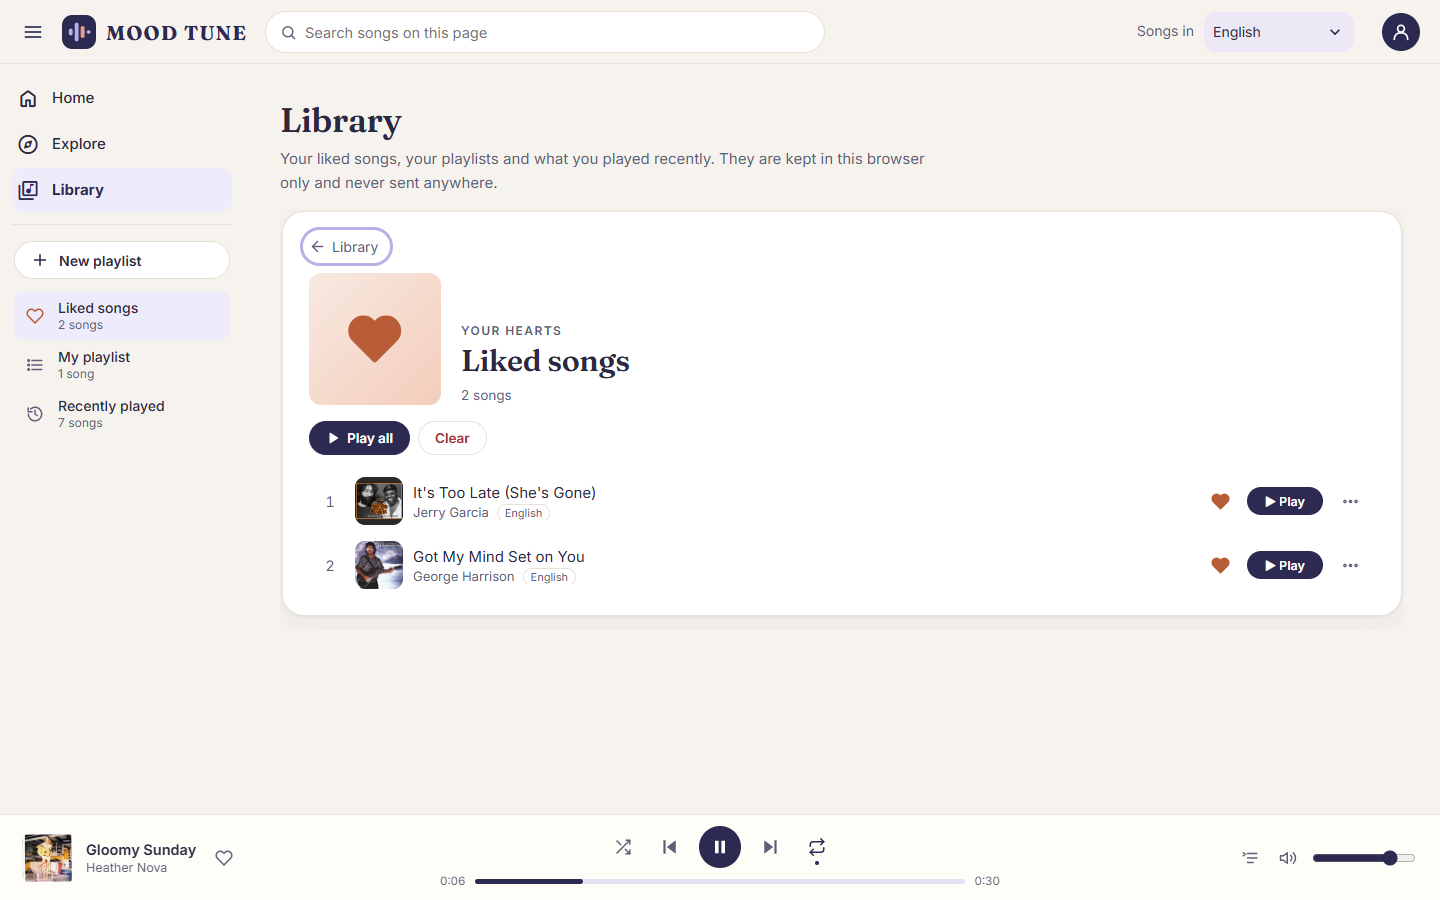 MOOD TUNE
Search songs on this page
Songs in
English
Home
Explore
Library
New playlist
Liked songs
2 songs
My playlist
1 song
Recently played
7 songs
Library
Your liked songs, your playlists and what you played recently. They are kept in this browser
only and never sent anywhere.
Library
YOUR HEARTS
Liked songs
2 songs
Play all
Clear
1
It's Too Late (She's Gone)
Jerry Garcia
English
Play
2
Got My Mind Set on You
George Harrison
English
Play
Gloomy Sunday
Heather Nova
0:06
0:30